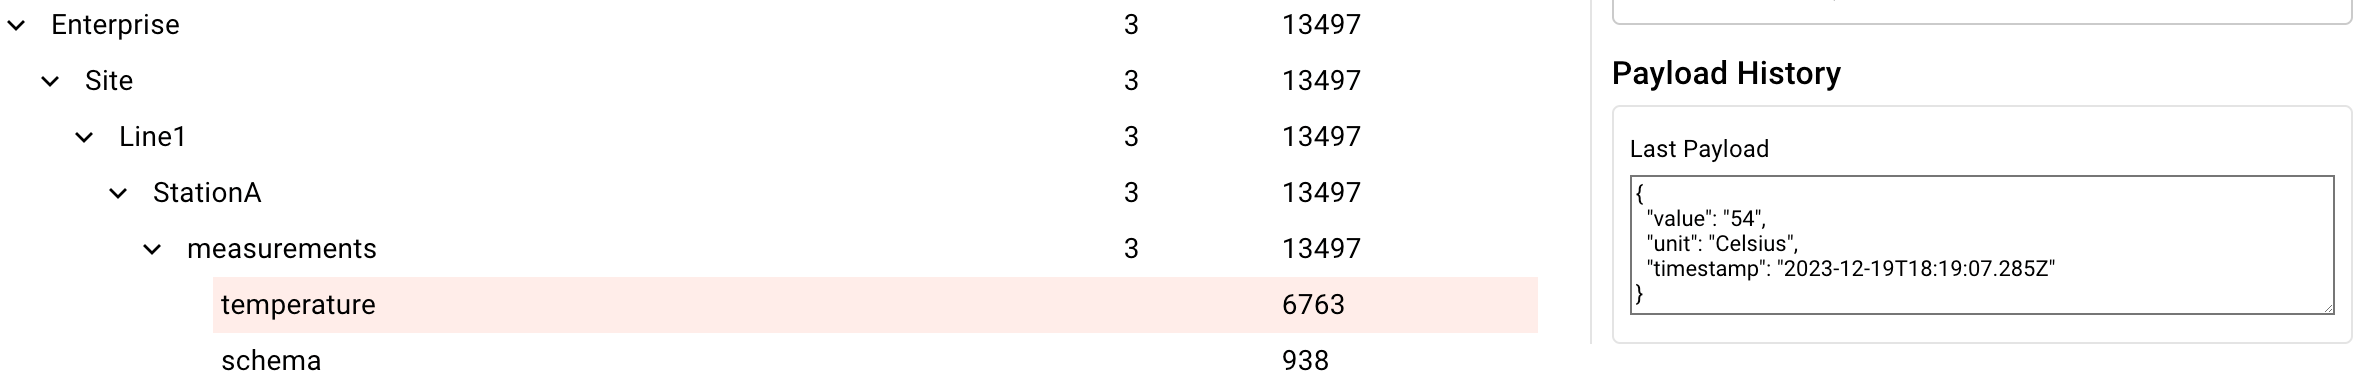 Enterprise 3 13497
Site 3 13497
Line1 3 13497
StationA 3 13497
measurements 3 13497
temperature 6763
schema 938
Payload History
Last Payload
{
"value": "54",
"unit": "Celsius",
"timestamp": "2023-12-19T18:19:07.285Z"
}